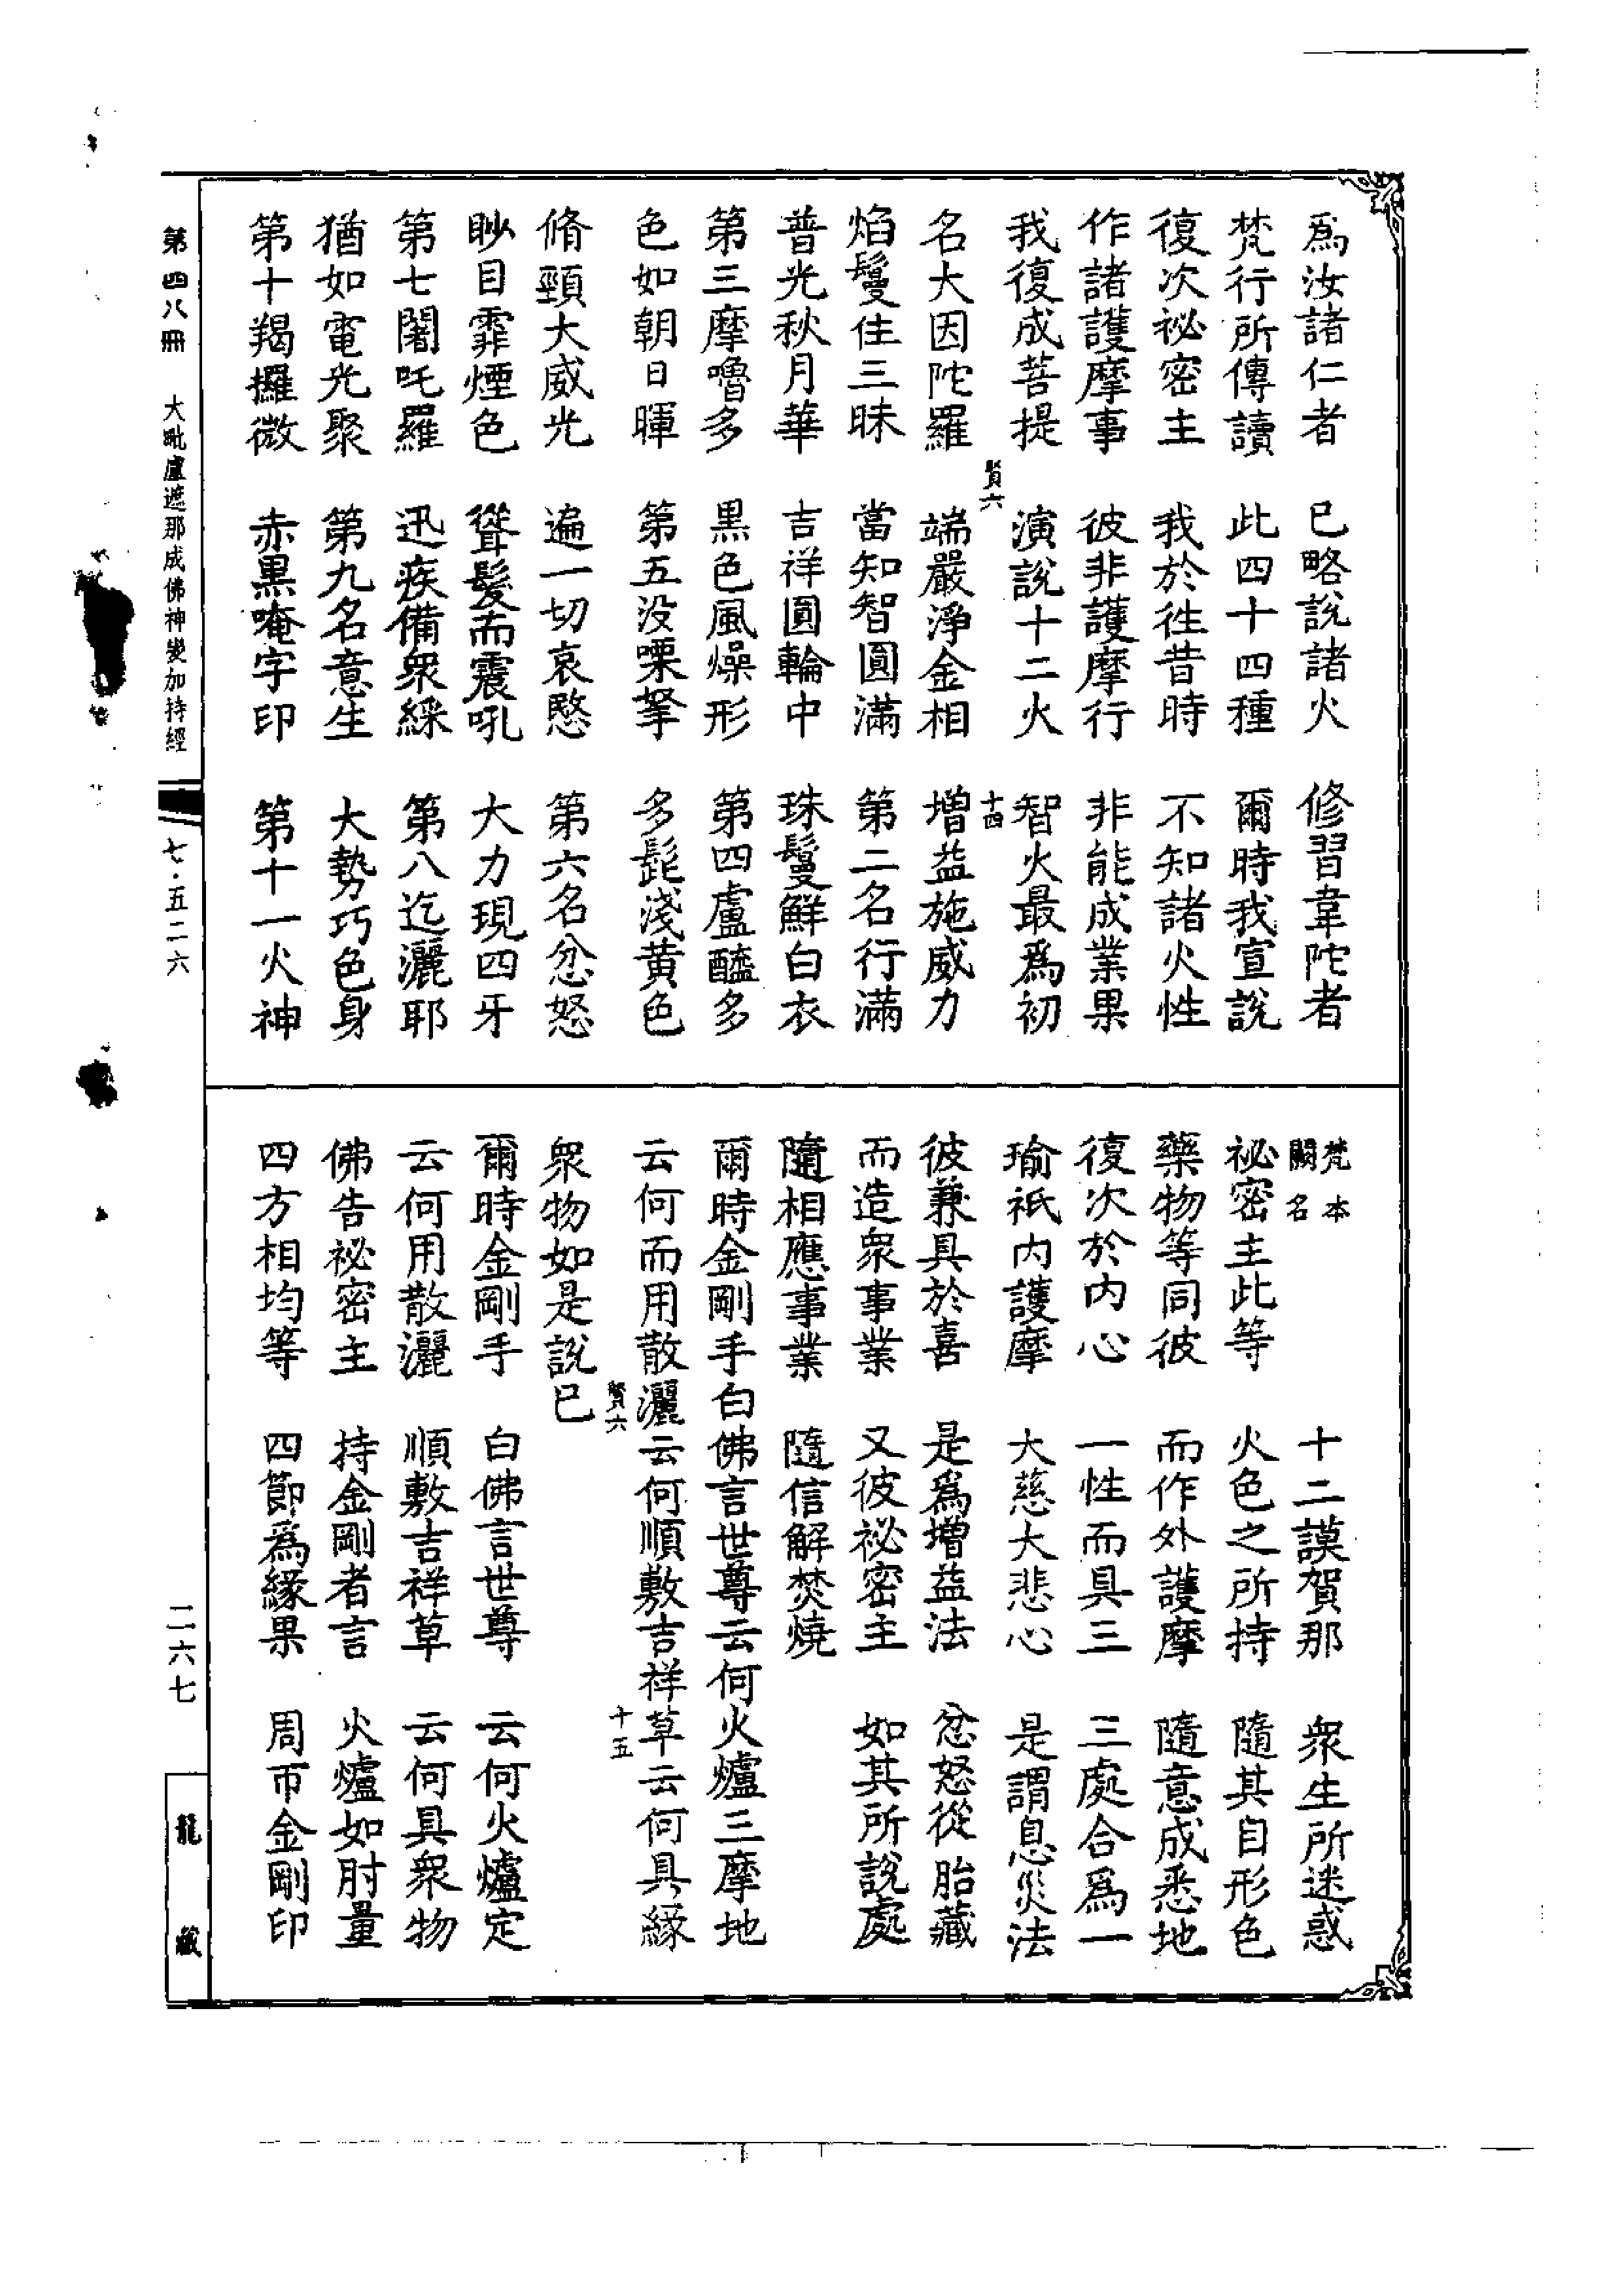 爲汝諸仁者 已略說諸火 修習韋陀者
梵行所傳讀 此四十四種 爾時我宣說
復次祕密主 我於徃昔時 不知諸火性
作諸護摩事 彼非護摩行 非能成業果
我復成菩提 演說十二火 智火最爲初
賢六 十四
名大因陀羅 端嚴淨金相 增益施威力
焰鬘住三昧 當知智圓滿 第二名行滿
普光秋月華 吉祥圓輪中 珠鬘鮮白衣
第三摩嚕多 黑色風燥形 第四盧醯多
色如朝日暉 第五没㗚拏 多髭淺黄色
脩頸大威光 遍一切哀愍 第六名忿怒
眇目霏煙色 聳髮而震吼 大力現四牙
第七闍吒羅 迅疾備衆綵 第八迄灑耶
猶如電光聚 第九名意生 大勢巧色身
第十羯攞微 赤黑唵字印 第十一火神
梵本
闕名 十二謨賀那 衆生所迷惑
祕密主此等 火色之所持 隨其自形色
藥物等同彼 而作外護摩 隨意成悉地
復次於内心 一性而具三 三處合爲一
瑜祇内護摩 大慈大悲心 是謂息災法
彼兼具於喜 是爲增益法 忿怒從胎藏
而造衆事業 又彼祕密主 如其所說處
隨相應事業 隨信解焚燒
爾時金剛手白佛言世尊云何火爐三摩地
云何而用散灑云何順敷吉祥草云何具緣
賢六 十五
衆物如是說已
爾時金剛手 白佛言世尊 云何火爐定
云何用散灑 順敷吉祥草 云何具衆物
佛告祕密主 持金剛者言 火爐如肘量
四方相均等 四節爲緣界 周帀金剛印
第四八冊 大毗盧遮那成佛神變加持經 七·五二六
二六七 龍藏